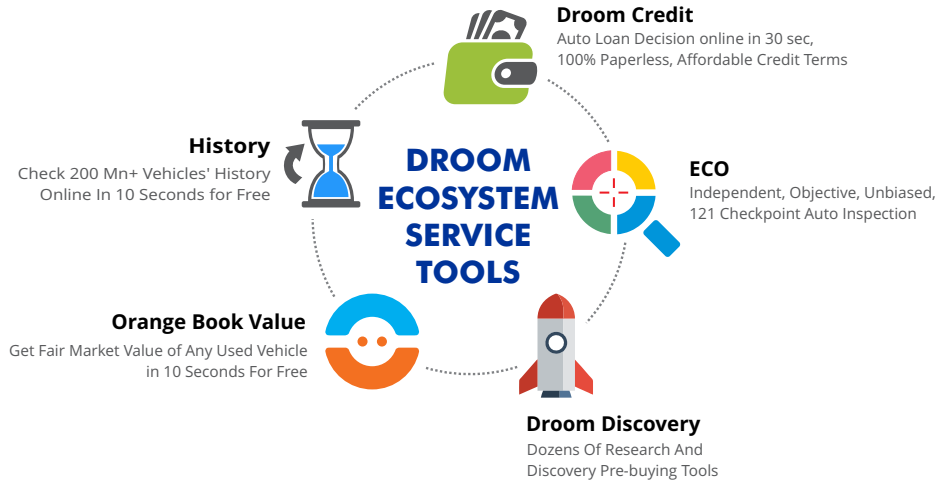 Droom Credit
Auto Loan Decision online in 30 sec,
100% Paperless, Affordable Credit Terms
History
Check 200 Mn+ Vehicles' History
Online In 10 Seconds for Free
DROOM
ECOSYSTEM
SERVICE
TOOLS
ECO
Independent, Objective, Unbiased,
121 Checkpoint Auto Inspection
Orange Book Value
Get Fair Market Value of Any Used Vehicle
in 10 Seconds For Free
Droom Discovery
Dozens Of Research And
Discovery Pre-buying Tools